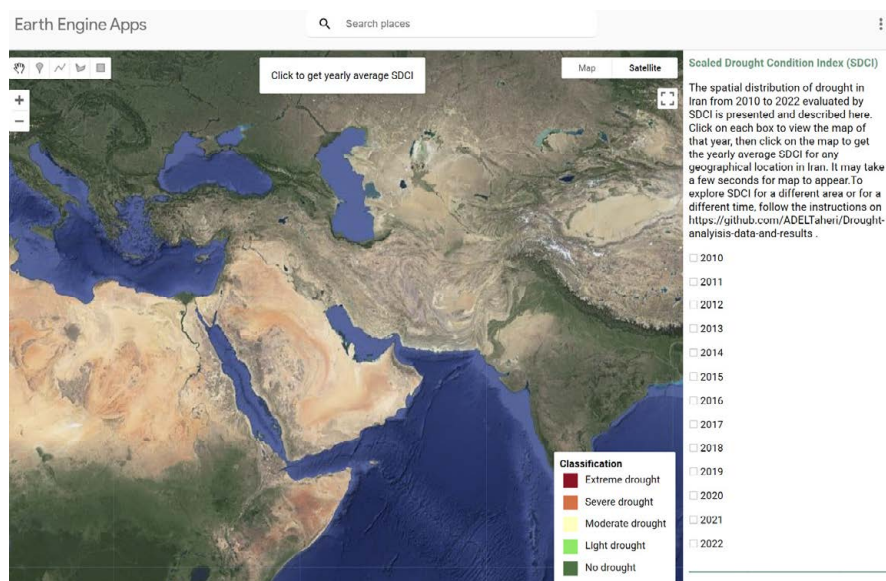 Earth Engine Apps
Search places
Click to get yearly average SDCI
Map
Satellite
Scaled Drought Condition Index (SDCI)
The spatial distribution of drought in
Iran from 2010 to 2022 evaluated by
SDCI is presented and described here.
Click on each box to view the map of
that year, then click on the map to get
the yearly average SDCI for any
geographical location in Iran. It may take
a few seconds for map to appear.To
explore SDCI for a different area or for a
different time, follow the instructions on
https://github.com/ADELTaheri/Drought-
analyisis-data-and-results .
2010
2011
2012
2013
2014
2015
2016
2017
2018
2019
2020
2021
2022
Classification
Extreme drought
Severe drought
Moderate drought
Light drought
No drought